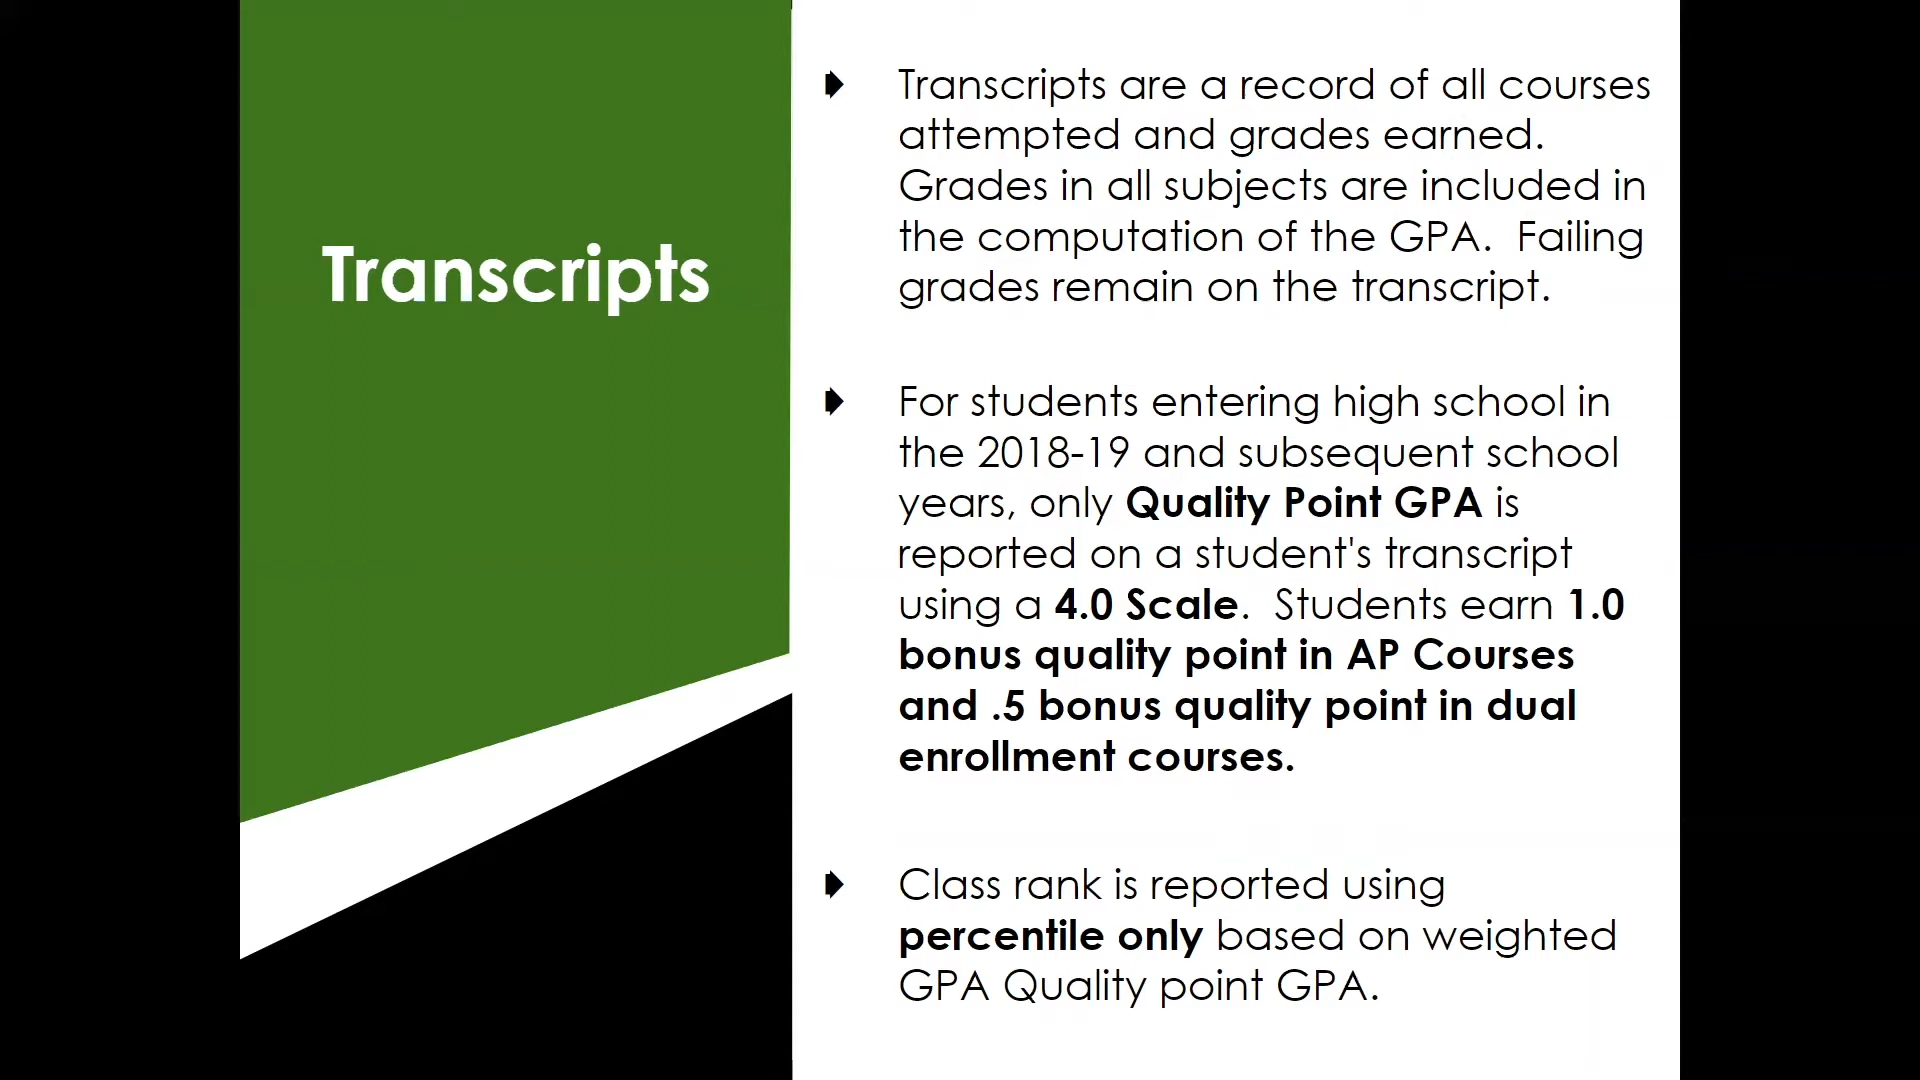 Transcripts
Transcripts are a record of all courses
attempted and grades earned.
Grades in all subjects are included in
the computation of the GPA.  Failing
grades remain on the transcript.
For students entering high school in
the 2018-19 and subsequent school
years, only Quality Point GPA is
reported on a student's transcript
using a 4.0 Scale.  Students earn 1.0
bonus quality point in AP Courses
and .5 bonus quality point in dual
enrollment courses.
Class rank is reported using
percentile only based on weighted
GPA Quality point GPA.